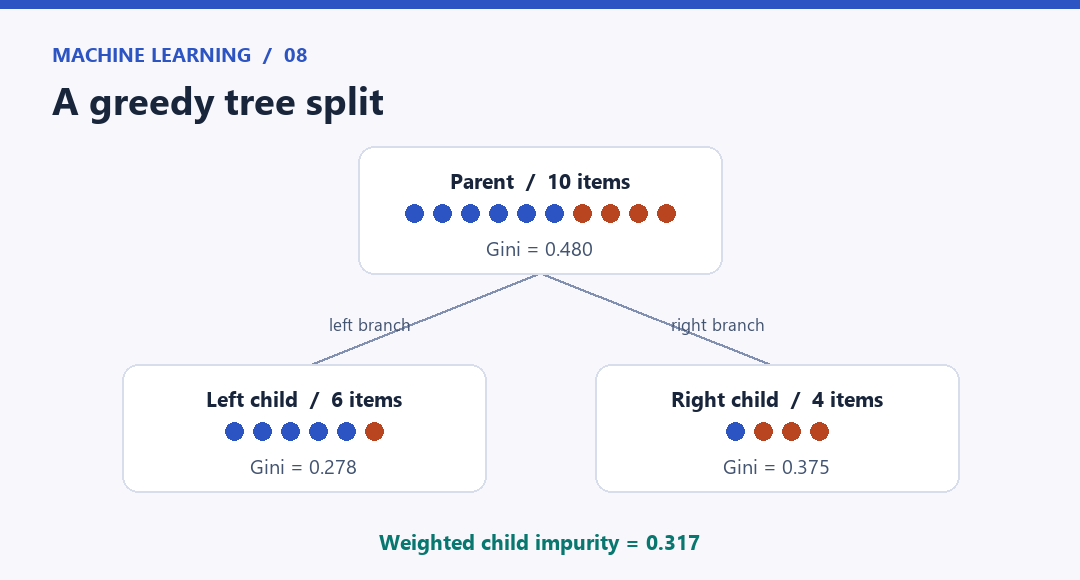 MACHINE LEARNING / 08
A greedy tree split
Parent / 10 items
Gini = 0.480
left branch
right branch
Left child / 6 items
Gini = 0.278
Right child / 4 items
Gini = 0.375
Weighted child impurity = 0.317